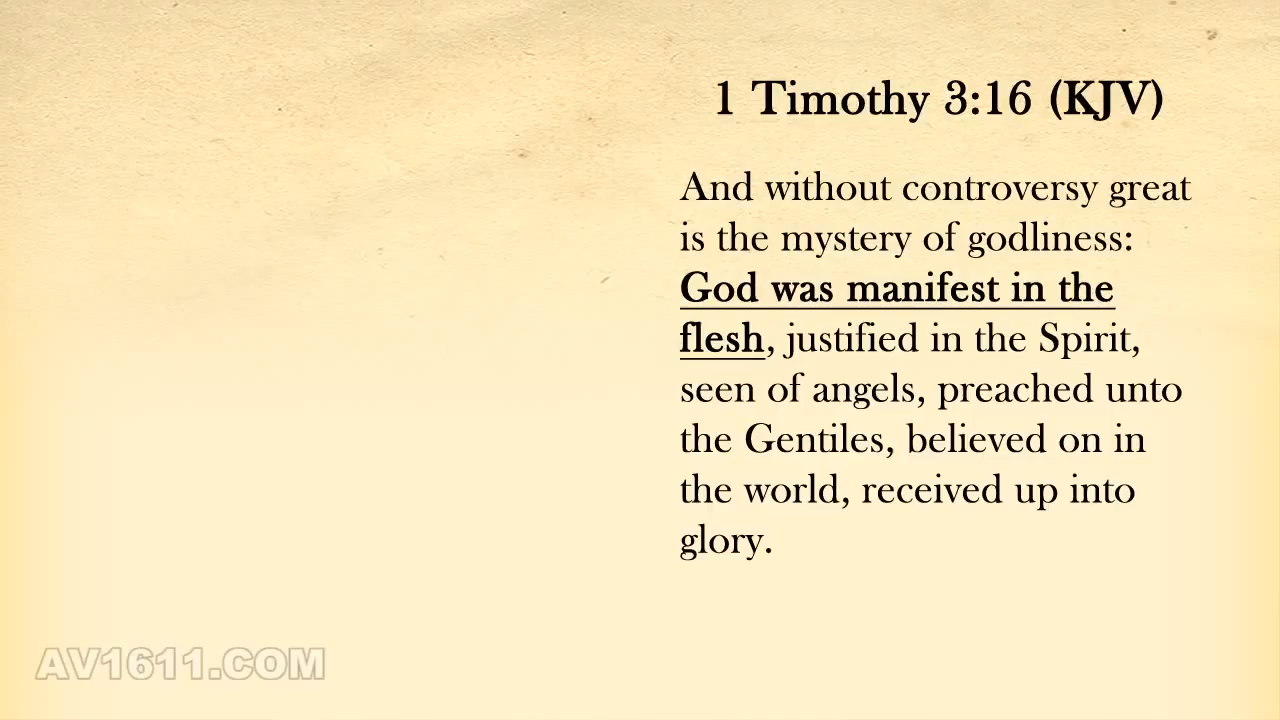 1 Timothy 3:16 (KJV)
And without controversy great
is the mystery of godliness:
God was manifest in the
flesh, justified in the Spirit,
seen of angels, preached unto
the Gentiles, believed on in
the world, received up into
glory.
AV1611.COM